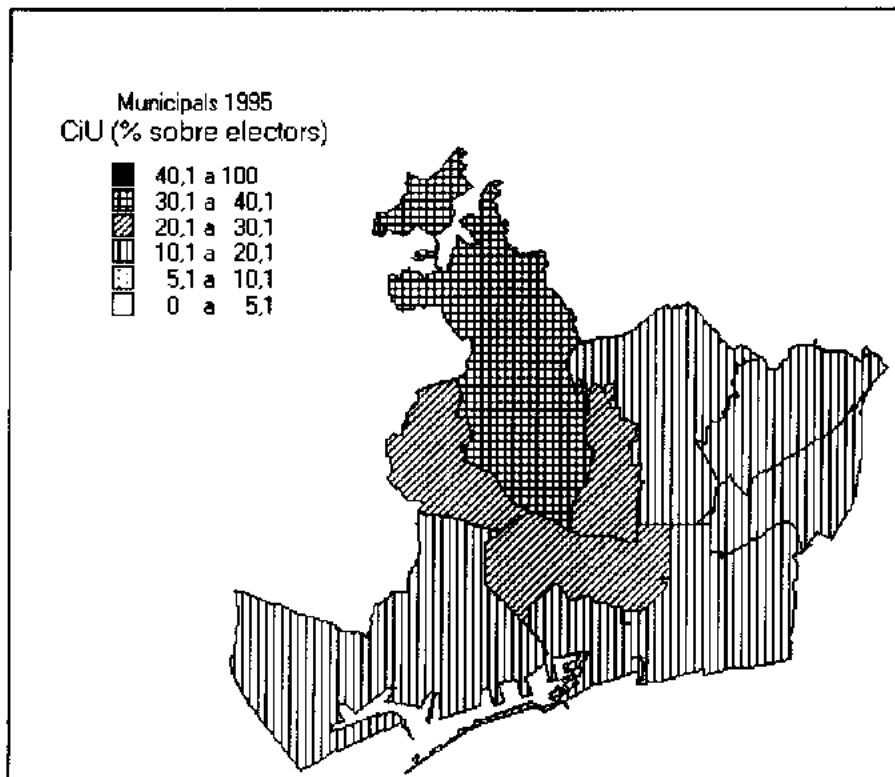 Municipals 1995
CiU (% sobre electors)
40,1 a 100
30,1 a 40,1
20,1 a 30,1
10,1 a 20,1
5,1 a 10,1
0 a 5,1